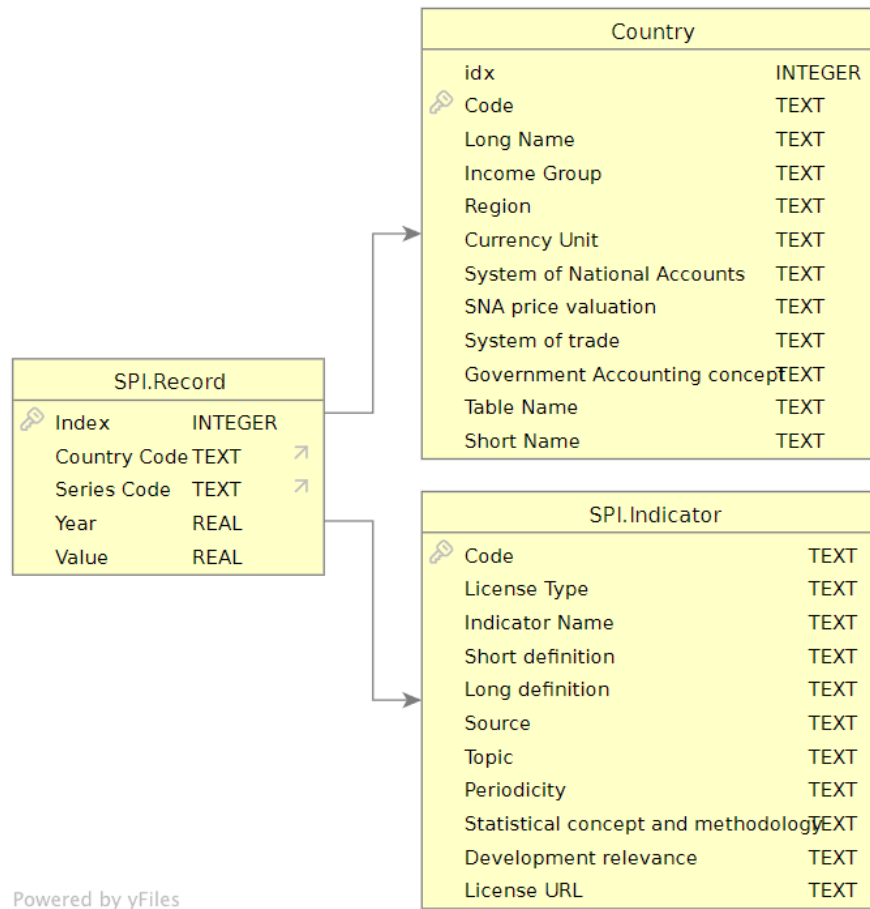 Country
idx INTEGER
Code TEXT
Long Name TEXT
Income Group TEXT
Region TEXT
Currency Unit TEXT
System of National Accounts TEXT
SNA price valuation TEXT
System of trade TEXT
Government Accounting concept TEXT
Table Name TEXT
Short Name TEXT
SPI.Record
Index INTEGER
Country Code TEXT
Series Code TEXT
Year REAL
Value REAL
SPI.Indicator
Code TEXT
License Type TEXT
Indicator Name TEXT
Short definition TEXT
Long definition TEXT
Source TEXT
Topic TEXT
Periodicity TEXT
Statistical concept and methodology TEXT
Development relevance TEXT
License URL TEXT
Powered by yFiles